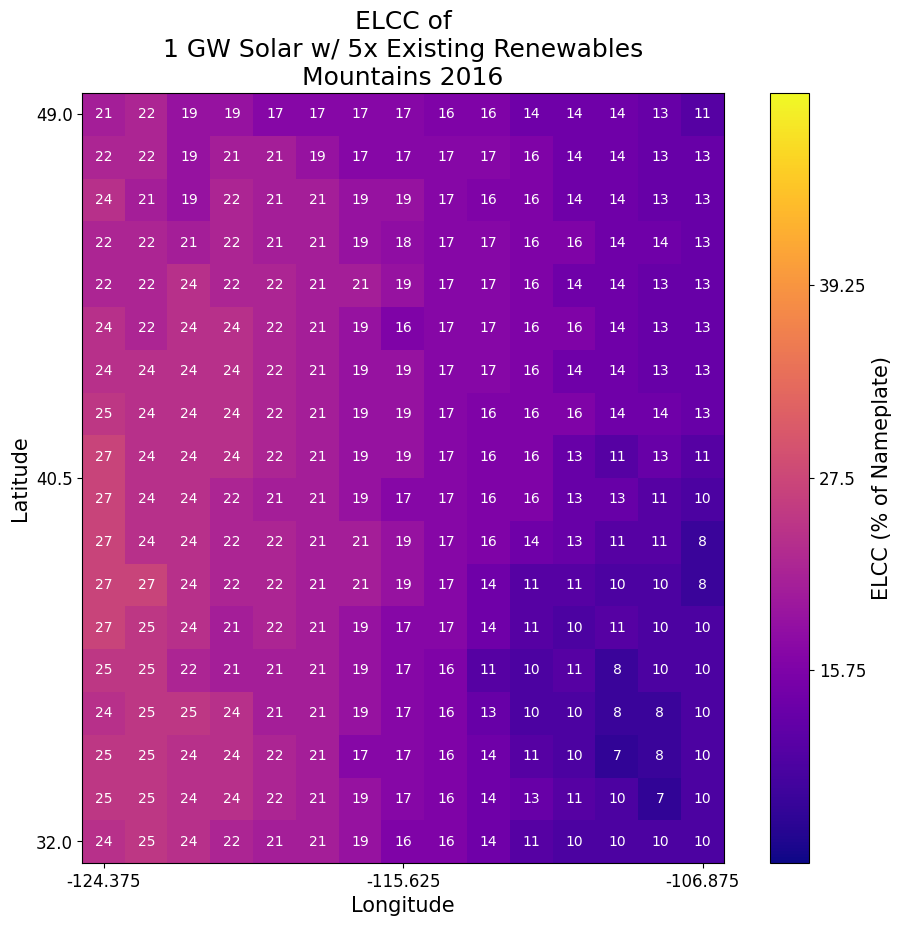 ELCC of
1 GW Solar w/ 5x Existing Renewables
Mountains 2016
49.0
21 22 19 19 17 17 17 17 16 16 14 14 14 13 11
22 22 19 21 21 19 17 17 17 17 16 14 14 13 13
24 21 19 22 21 21 19 19 17 16 16 14 14 13 13
22 22 21 22 21 21 19 18 17 17 16 16 14 14 13
22 22 24 22 22 21 21 19 17 17 16 14 14 13 13
39.25
24 22 24 24 22 21 19 16 17 17 16 16 14 13 13
24 24 24 24 22 21 19 19 17 17 16 14 14 13 13
25 24 24 24 22 21 19 19 17 16 16 16 14 14 13
27 24 24 24 22 21 19 19 17 16 16 13 11 13 11
40.5
27.5
27 24 24 22 21 21 19 17 17 16 16 13 13 11 10
27 24 24 22 22 21 21 19 17 16 14 13 11 11 8
27 27 24 22 22 21 21 19 17 14 11 11 10 10 8
27 25 24 21 22 21 19 17 17 14 11 10 11 10 10
25 25 22 21 21 21 19 17 16 11 10 11 8 10 10
15.75
24 25 25 24 21 21 19 17 16 13 10 10 8 8 10
25 25 24 24 22 21 17 17 16 14 11 10 7 8 10
25 25 24 24 22 21 19 17 16 14 13 11 10 7 10
32.0
24 25 24 22 21 21 19 16 16 14 11 10 10 10 10
-124.375 -115.625 -106.875
Longitude
Latitude
ELCC (% of Nameplate)